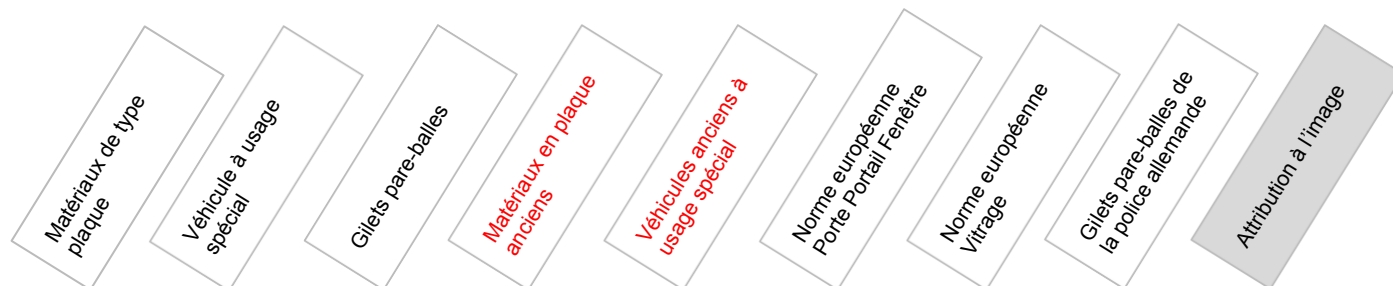 Matériaux de type
plaque
Véhicule à usage
spécial
Gilets pare-balles
Matériaux en plaque
anciens
Véhicules anciens à
usage spécial
Norme européenne
Porte Portail Fenêtre
Norme européenne
Vitrage
Gilets pare-balles de
la police allemande
Attribution à l'image